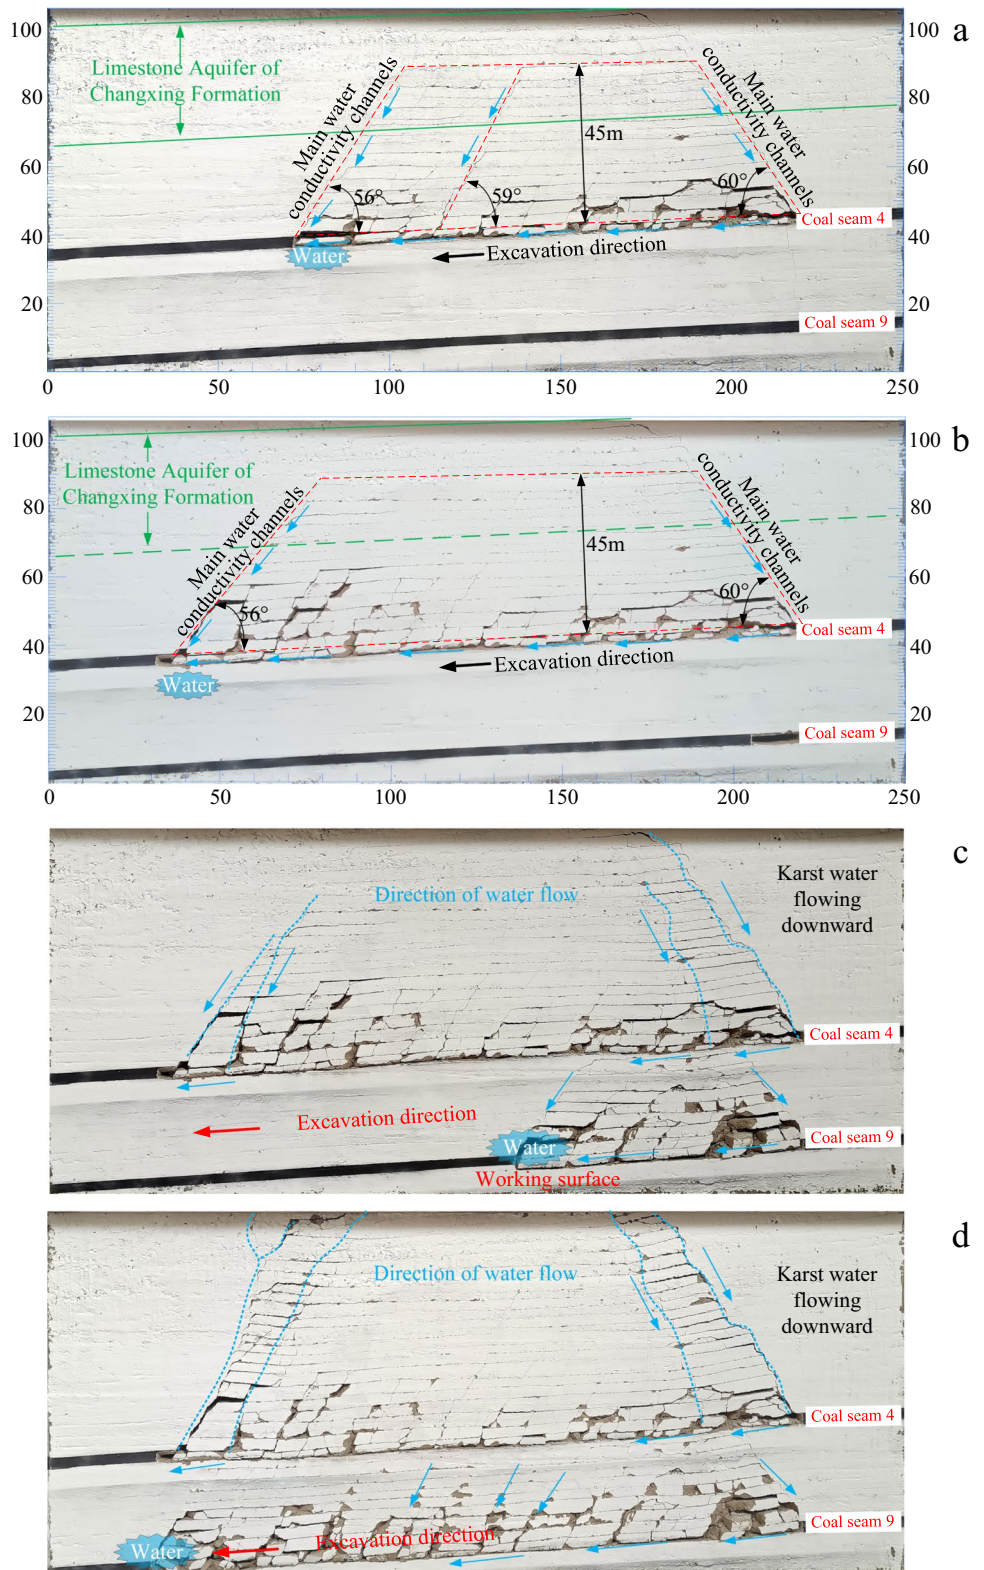 a
100
80
60
40
20
100
80
60
40
20
Limestone Aquifer of
Changxing Formation
Main water
conductivity channels
Main water
conductivity channels
45m
56°
59°
60°
Coal seam 4
Water
Excavation direction
Coal seam 9
0
50
100
150
200
250
b
100
80
60
40
20
100
80
60
40
20
Limestone Aquifer of
Changxing Formation
Main water
conductivity channels
Main water
conductivity channels
45m
56°
60°
Coal seam 4
Water
Excavation direction
Coal seam 9
0
50
100
150
200
250
c
Direction of water flow
Karst water
flowing
downward
Coal seam 4
Excavation direction
Water
Coal seam 9
Working surface
d
Direction of water flow
Karst water
flowing
downward
Coal seam 4
Coal seam 9
Excavation direction
Water